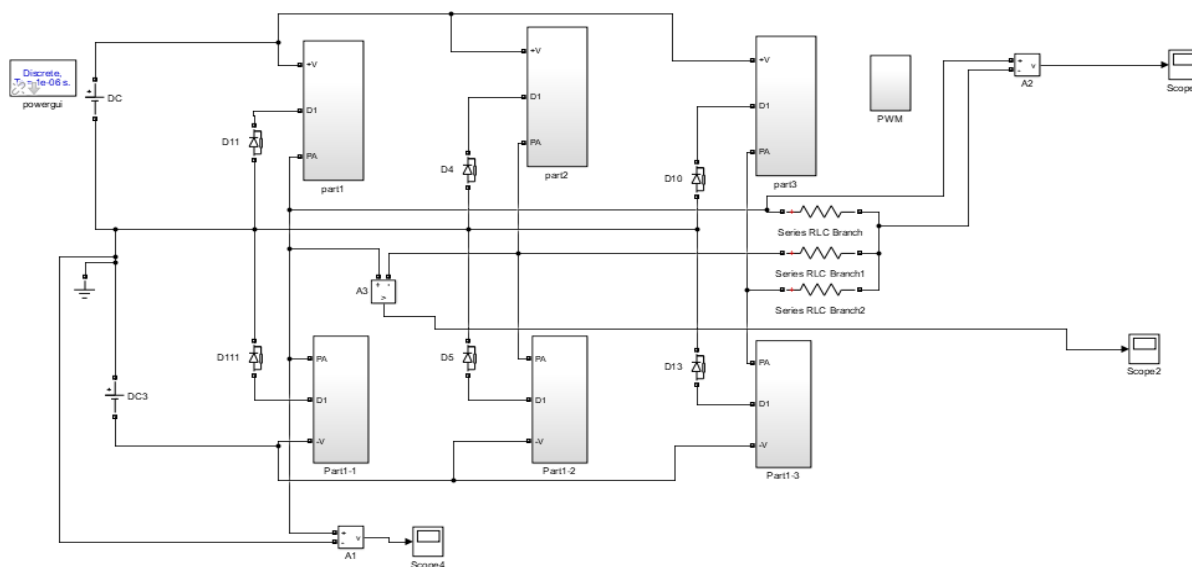 Discrete,
powergui
DC
+V
D1
PA
part1
D11
+V
D1
PA
part2
D4
+V
D1
PA
part3
D10
PWM
+
-
v
A2
Scope
Series RLC Branch
Series RLC Branch1
Series RLC Branch2
+ -
v
A3
Scope2
D111
PA
D1
-V
Part1-1
D5
PA
D1
-V
Part1-2
D13
PA
D1
-V
Part1-3
DC3
+
-
v
A1
Scope4